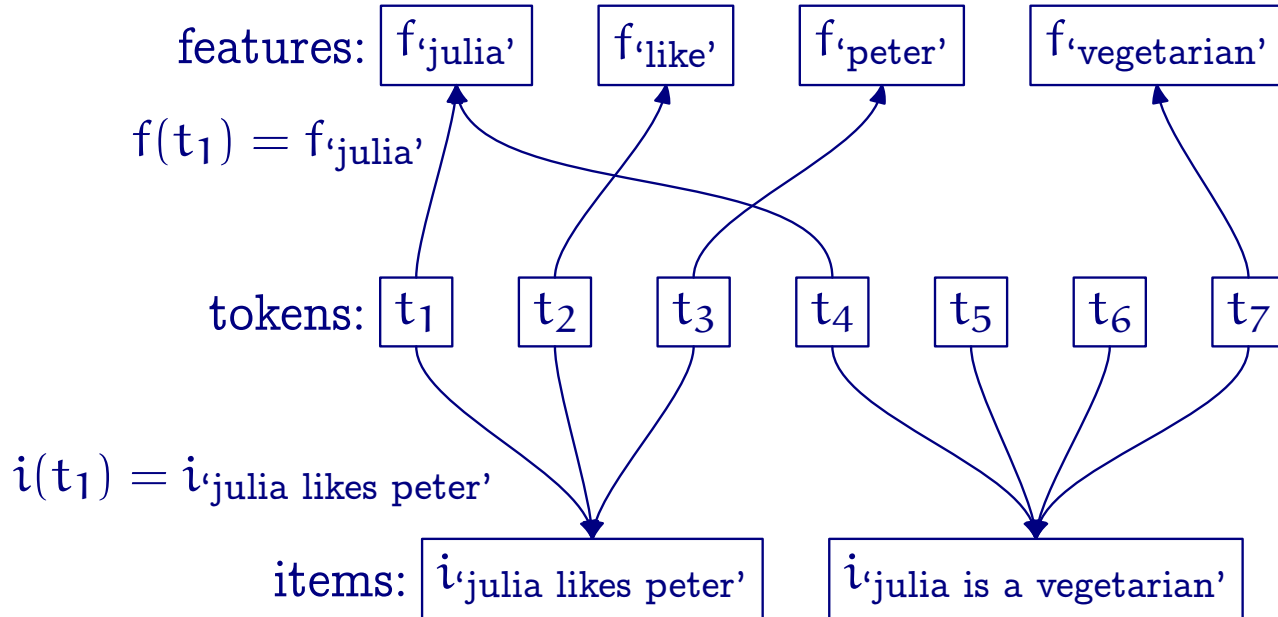 features: f‘julia’ f‘like’ f‘peter’ f‘vegetarian’
f(t₁) = f‘julia’
tokens: t₁ t₂ t₃ t₄ t₅ t₆ t₇
i(t₁) = i‘julia likes peter’
items: i‘julia likes peter’ i‘julia is a vegetarian’